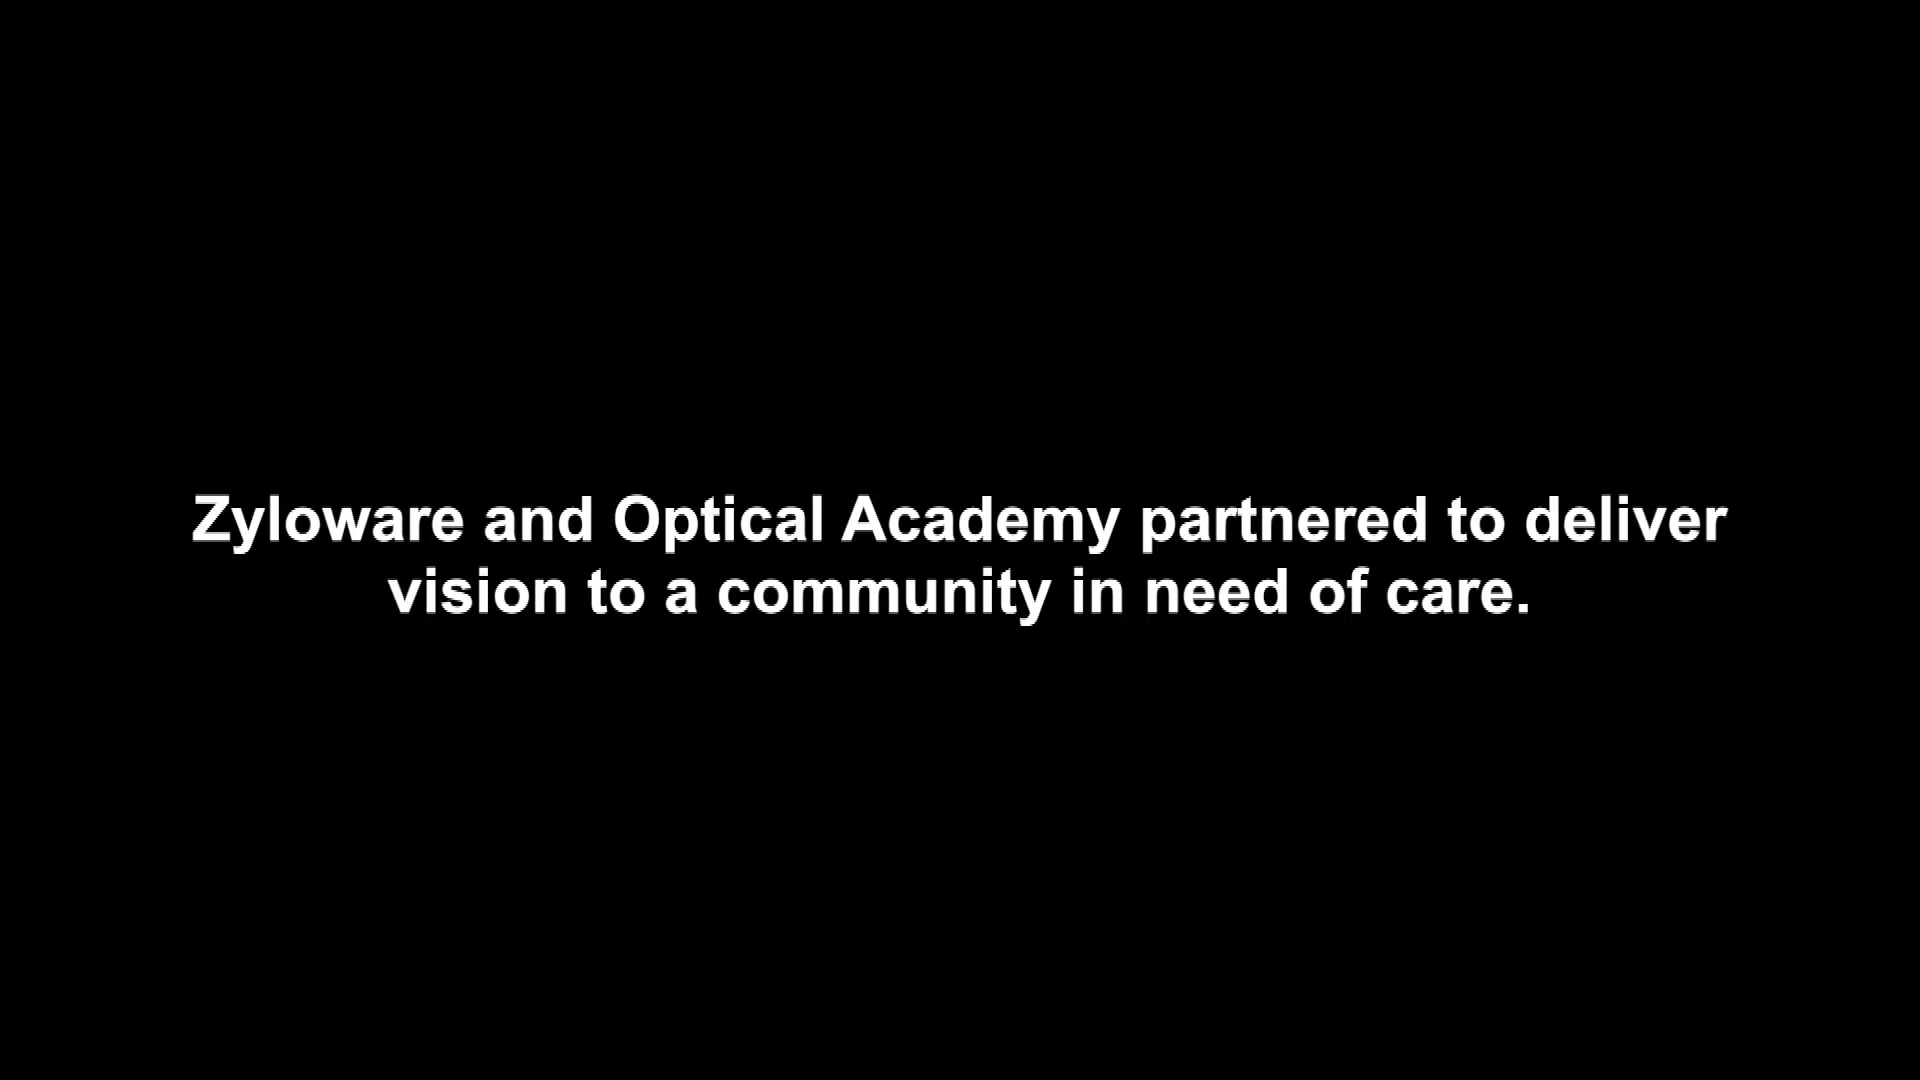 Zyloware and Optical Academy partnered to deliver
vision to a community in need of care.